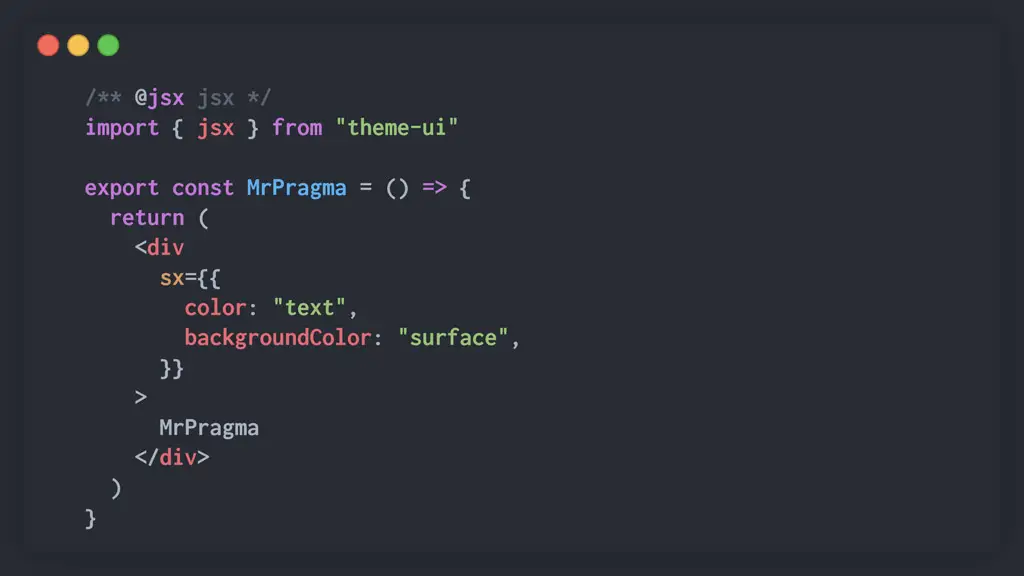 /** @jsx jsx */
import { jsx } from "theme-ui"

export const MrPragma = () => {
  return (
    <div
      sx={{
        color: "text",
        backgroundColor: "surface",
      }}
    >
      MrPragma
    </div>
  )
}